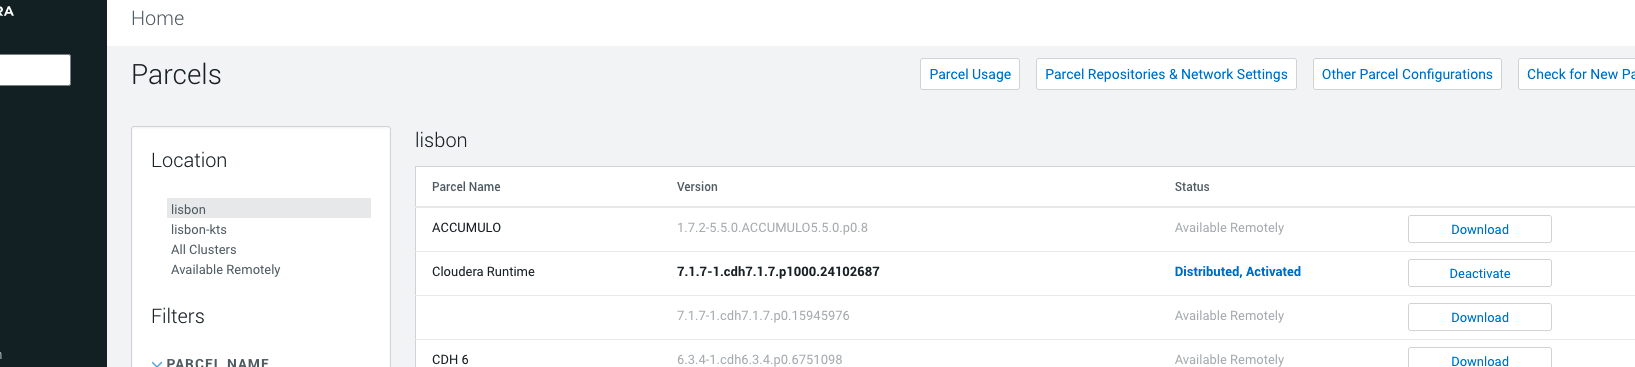 RA
Home
Parcels
Parcel Usage
Parcel Repositories & Network Settings
Other Parcel Configurations
Check for New Pa
Location
lisbon
lisbon-kts
All Clusters
Available Remotely
Filters
PARCEL NAME
lisbon
Parcel Name Version Status
ACCUMULO 1.7.2-5.5.0.ACCUMULO5.5.0.p0.8 Available Remotely Download
Cloudera Runtime 7.1.7-1.cdh7.1.7.p1000.24102687 Distributed, Activated Deactivate
7.1.7-1.cdh7.1.7.p0.15945976 Available Remotely Download
CDH 6 6.3.4-1.cdh6.3.4.p0.6751098 Available Remotely Download